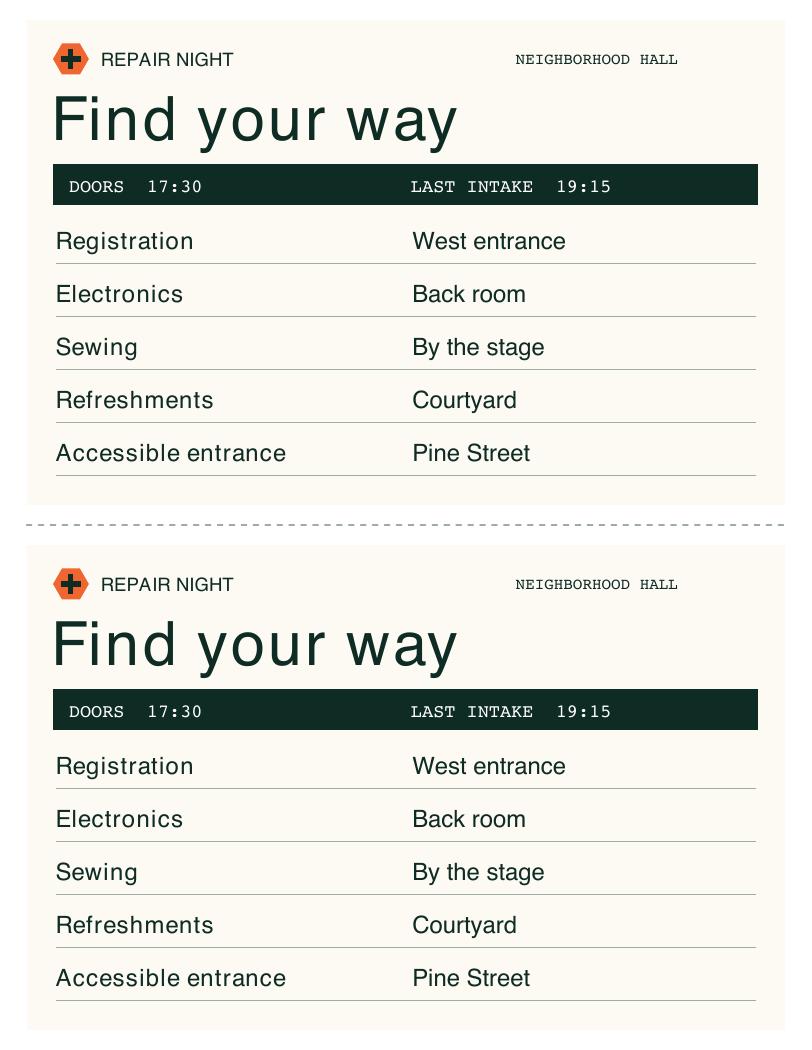 REPAIR NIGHT NEIGHBORHOOD HALL
Find your way
DOORS 17:30 LAST INTAKE 19:15
Registration West entrance
Electronics Back room
Sewing By the stage
Refreshments Courtyard
Accessible entrance Pine Street
REPAIR NIGHT NEIGHBORHOOD HALL
Find your way
DOORS 17:30 LAST INTAKE 19:15
Registration West entrance
Electronics Back room
Sewing By the stage
Refreshments Courtyard
Accessible entrance Pine Street